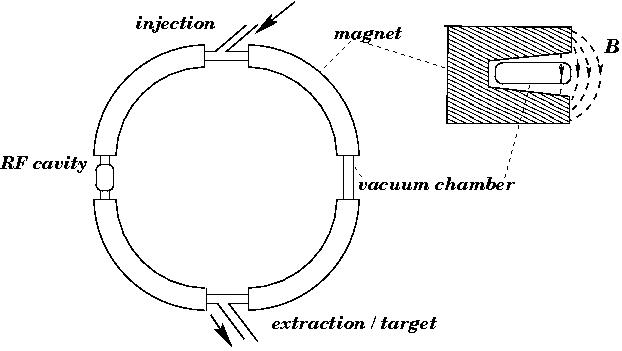 injection
magnet
B
RF cavity
vacuum chamber
extraction / target